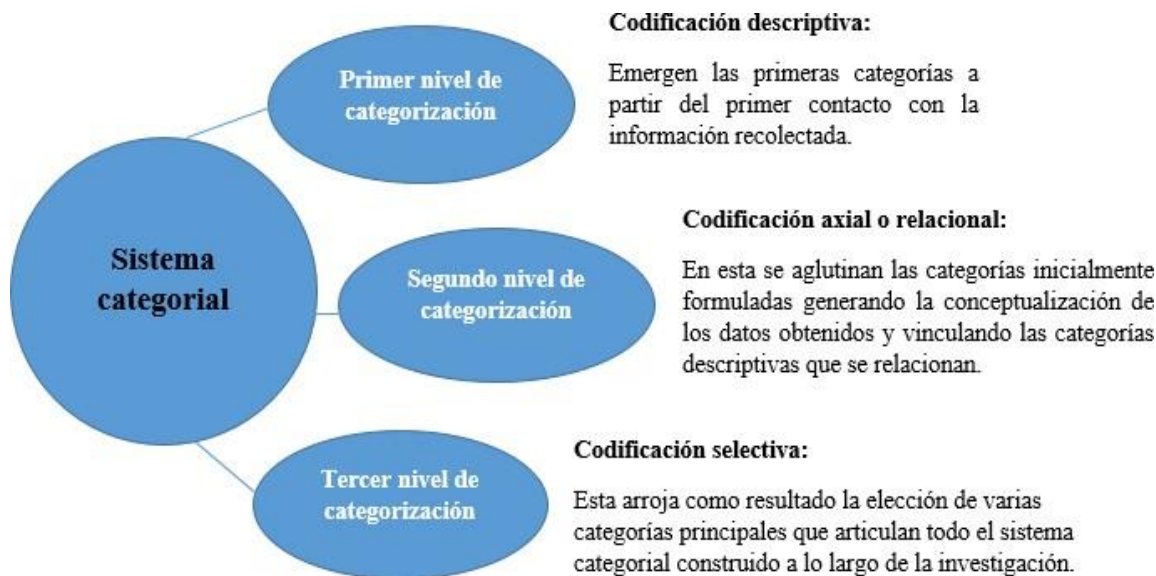 Codificación descriptiva:
Primer nivel de
categorización
Emergen las primeras categorías a
partir del primer contacto con la
información recolectada.
Sistema
categorial
Codificación axial o relacional:
Segundo nivel de
categorización
En esta se aglutinan las categorías inicialmente
formuladas generando la conceptualización de
los datos obtenidos y vinculando las categorías
descriptivas que se relacionan.
Codificación selectiva:
Tercer nivel de
categorización
Esta arroja como resultado la elección de varias
categorías principales que articulan todo el sistema
categorial construido a lo largo de la investigación.